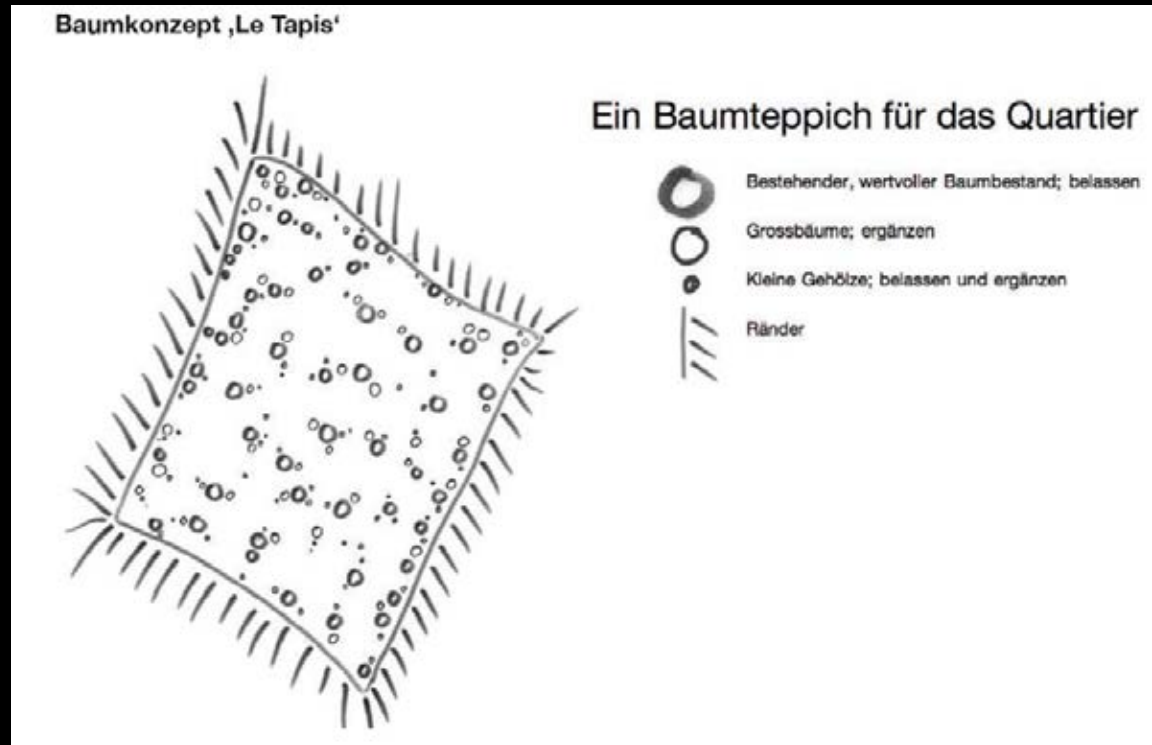 Baumkonzept ‚Le Tapis‘
Ein Baumteppich für das Quartier
Bestehender, wertvoller Baumbestand; belassen
Grossbäume; ergänzen
Kleine Gehölze; belassen und ergänzen
Ränder